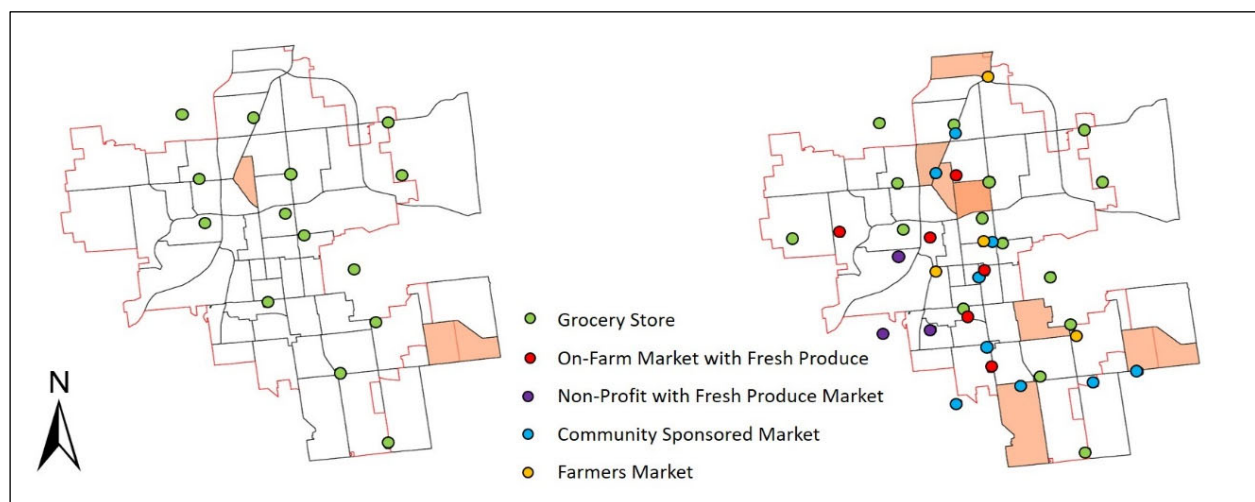 N
Grocery Store
On-Farm Market with Fresh Produce
Non-Profit with Fresh Produce Market
Community Sponsored Market
Farmers Market